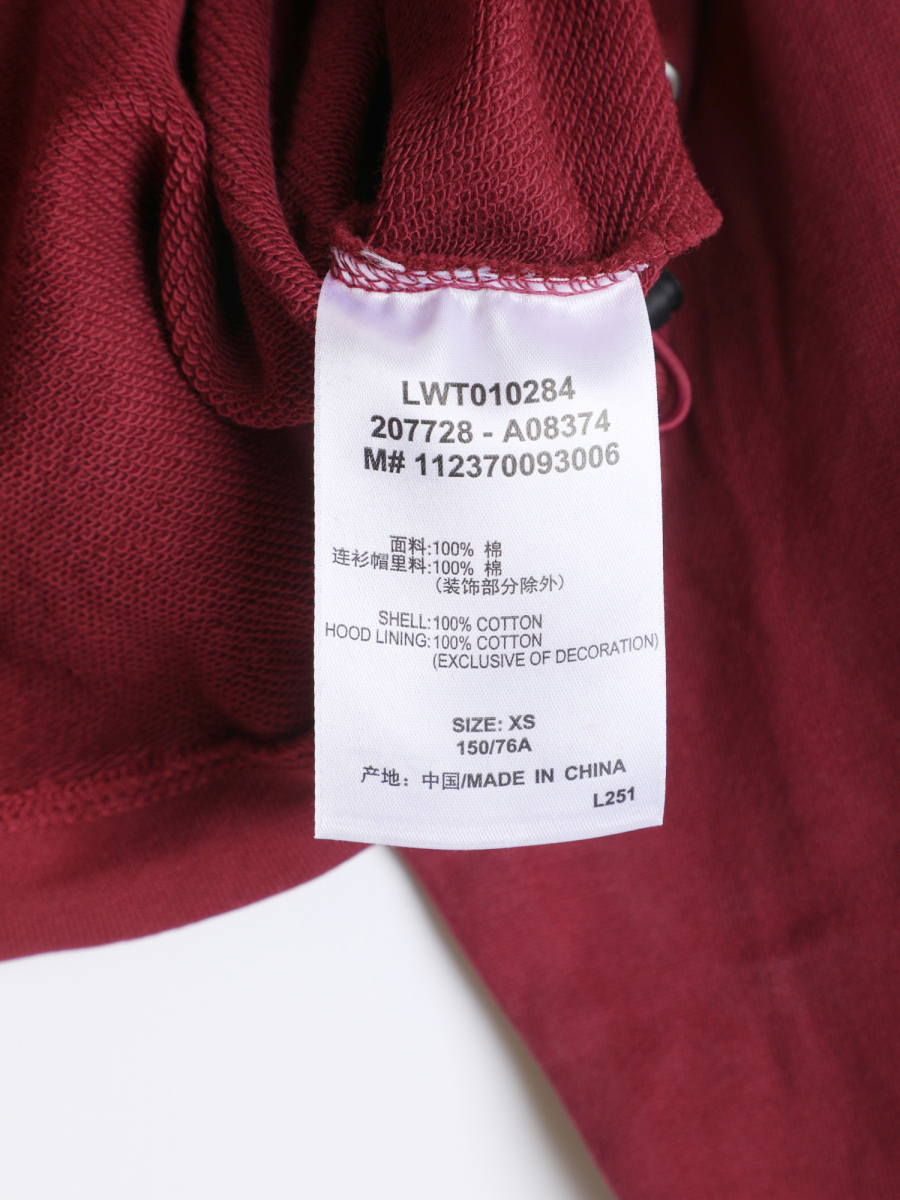 LWT010284
207728 - A08374
M# 112370093006
面料:100% 棉
连衫帽里料:100% 棉
(装饰部分除外)
SHELL:100% COTTON
HOOD LINING:100% COTTON
(EXCLUSIVE OF DECORATION)
SIZE: XS
150/76A
产地: 中国/MADE IN CHINA
L251